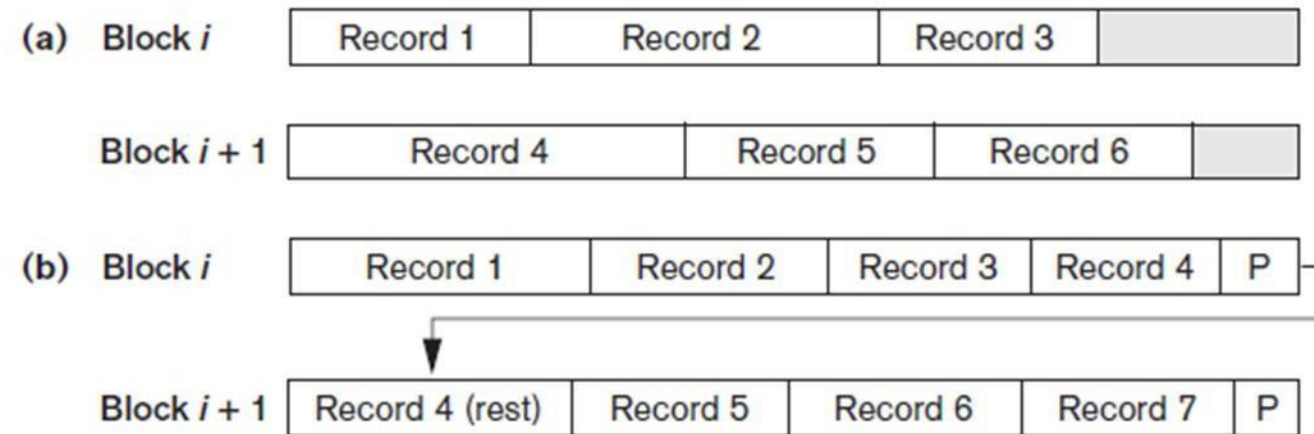 (a) Block i Record 1 Record 2 Record 3
Block i + 1 Record 4 Record 5 Record 6
(b) Block i Record 1 Record 2 Record 3 Record 4 P
Block i + 1 Record 4 (rest) Record 5 Record 6 Record 7 P